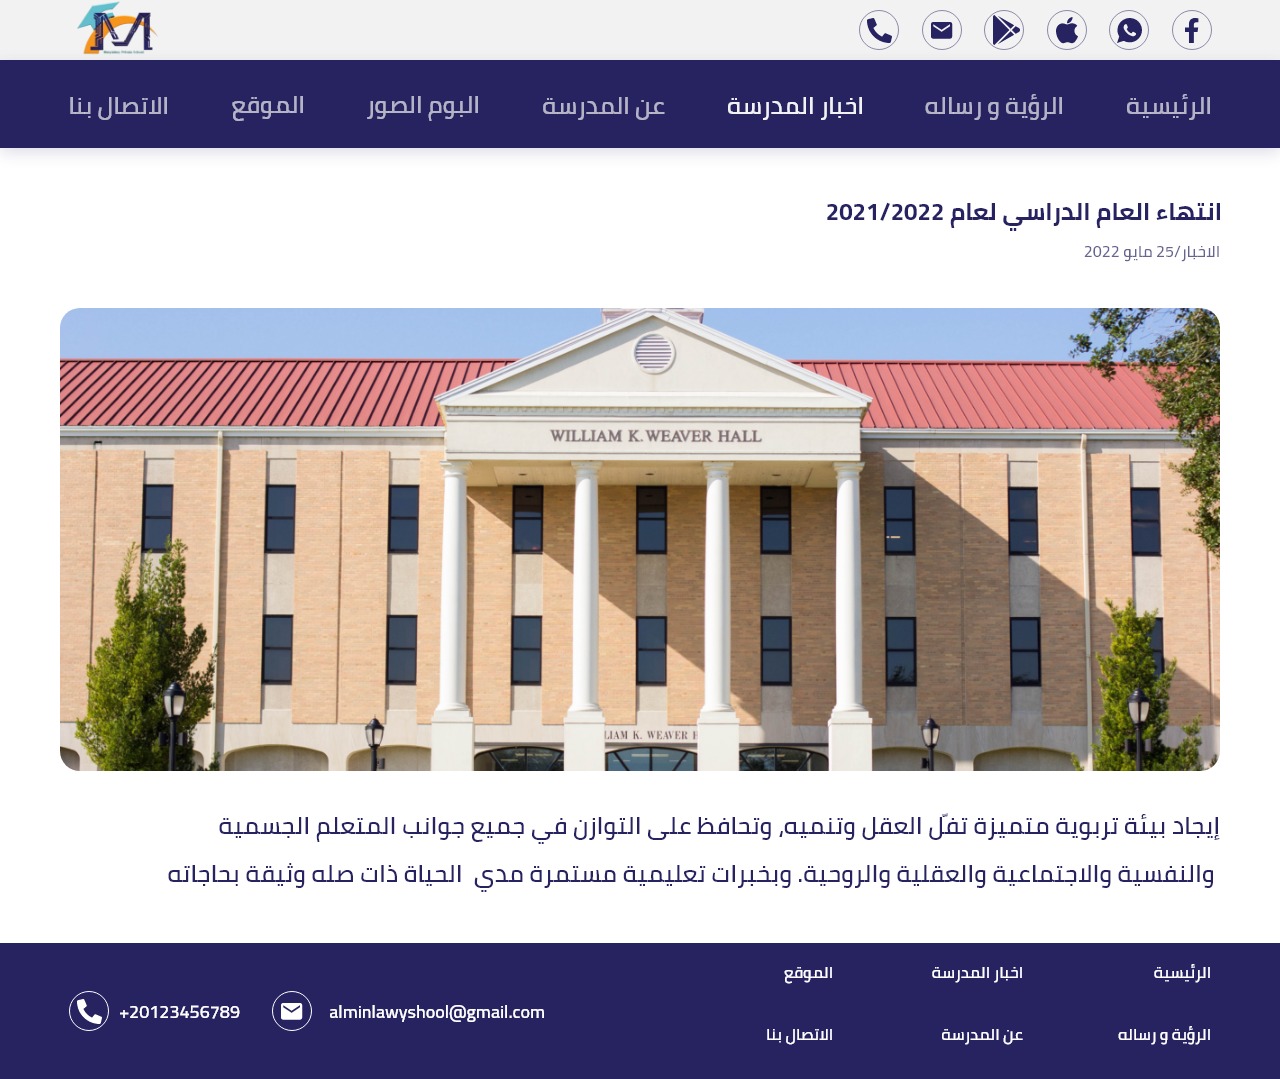 الرئيسية
الرؤية و رساله
اخبار المدرسة
عن المدرسة
البوم الصور
الموقع
الاتصال بنا
انتهاء العام الدراسي لعام 2021/2022
الاخبار/25 مايو 2022
WILLIAM K. WEAVER HALL
LIAM K. WEAVER H
إيجاد بيئة تربوية متميزة تفّل العقل وتنميه، وتحافظ على التوازن في جميع جوانب المتعلم الجسمية
والنفسية والاجتماعية والعقلية والروحية. وبخبرات تعليمية مستمرة مدي الحياة ذات صله وثيقة بحاجاته
الرئيسية
اخبار المدرسة
الموقع
الرؤية و رساله
عن المدرسة
الاتصال بنا
alminlawyshool@gmail.com
+20123456789